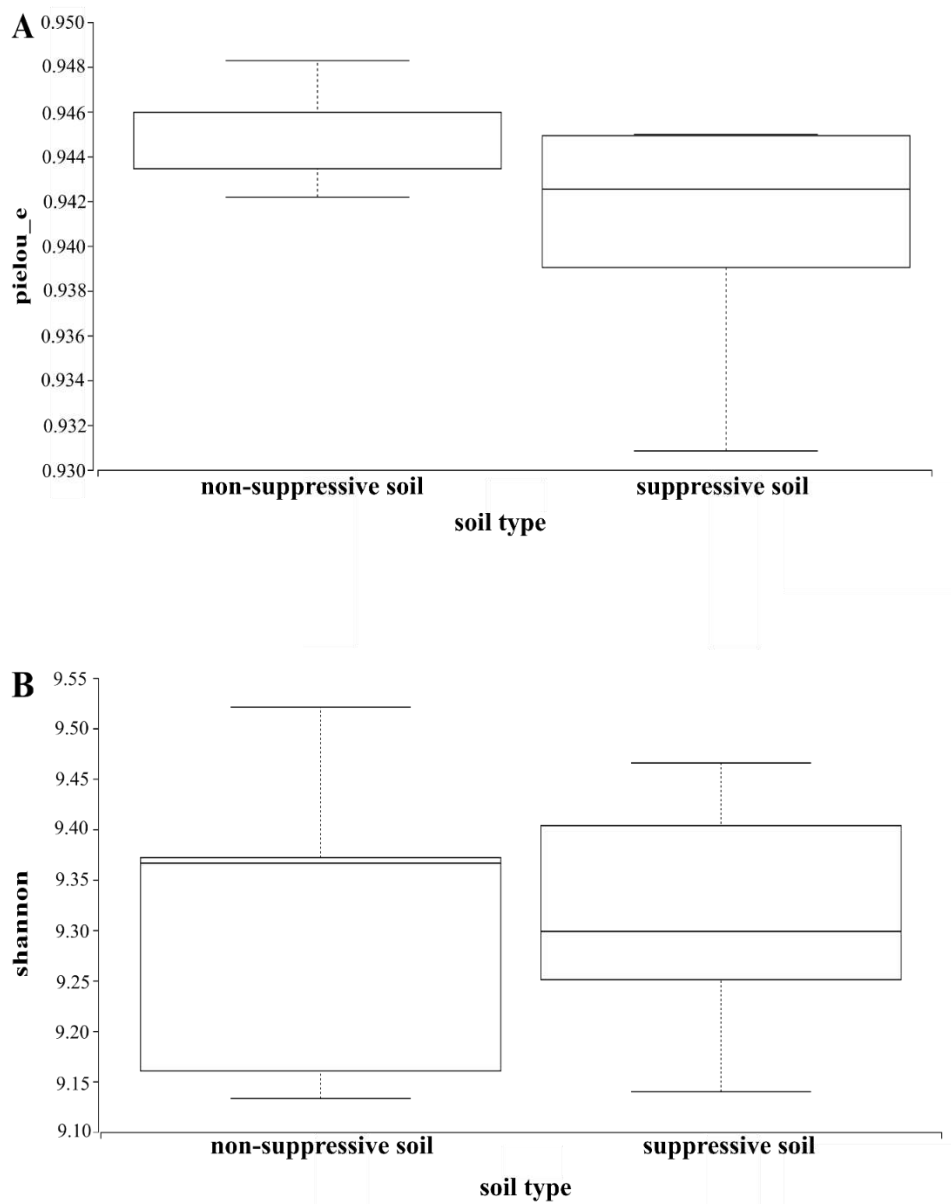 A
0.950
0.948
0.946
0.944
0.942
0.940
0.938
0.936
0.934
0.932
0.930
pielou_e
non-suppressive soil suppressive soil
soil type
B
9.55
9.50
9.45
9.40
9.35
9.30
9.25
9.20
9.15
9.10
shannon
non-suppressive soil suppressive soil
soil type